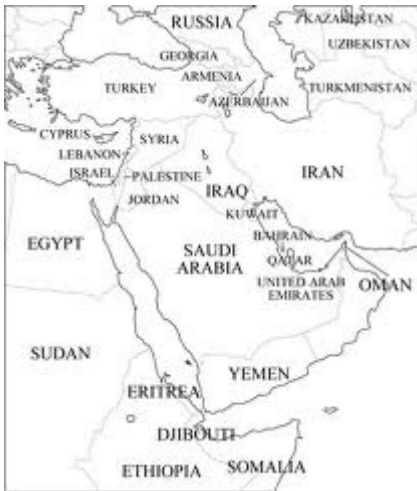 RUSSIA
KAZAKHSTAN
UZBEKISTAN
GEORGIA
ARMENIA
TURKEY
TURKMENISTAN
AZERBAIJAN
CYPRUS
SYRIA
LEBANON
ISRAEL
PALESTINE
IRAN
IRAQ
JORDAN
KUWAIT
EGYPT
SAUDI
ARABIA
BAHRAIN
QATAR
UNITED ARAB
EMIRATES
OMAN
SUDAN
YEMEN
ERITREA
DJIBOUTI
ETHIOPIA
SOMALIA